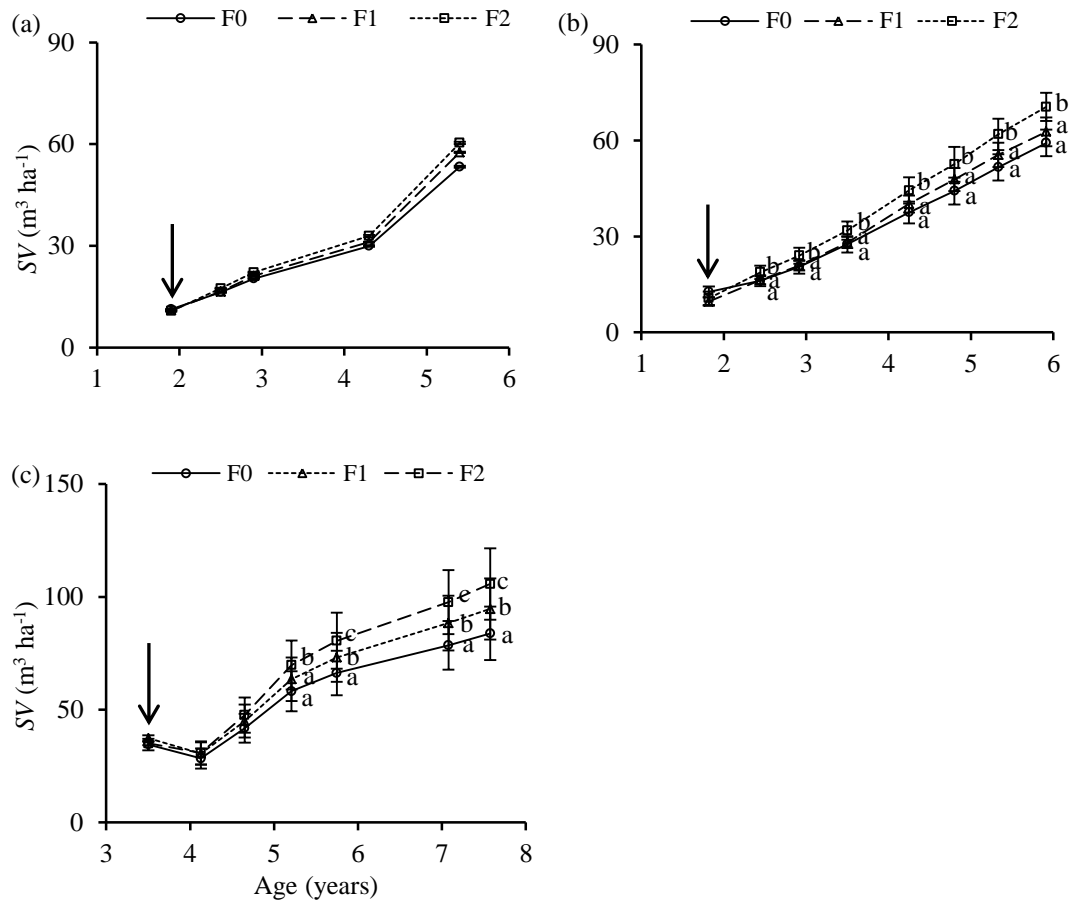 (a) F0 F1 F2
90
60
30
0
SV (m³ ha⁻¹)
1 2 3 4 5 6
(b) F0 F1 F2
90
60
30
0
1 2 3 4 5 6
b b b b b b b b
a a a a a a a
a a a a a a a
(c) F0 F1 F2
150
100
50
0
SV (m³ ha⁻¹)
b c c c
a b b b
a a a a
3 4 5 6 7 8
Age (years)